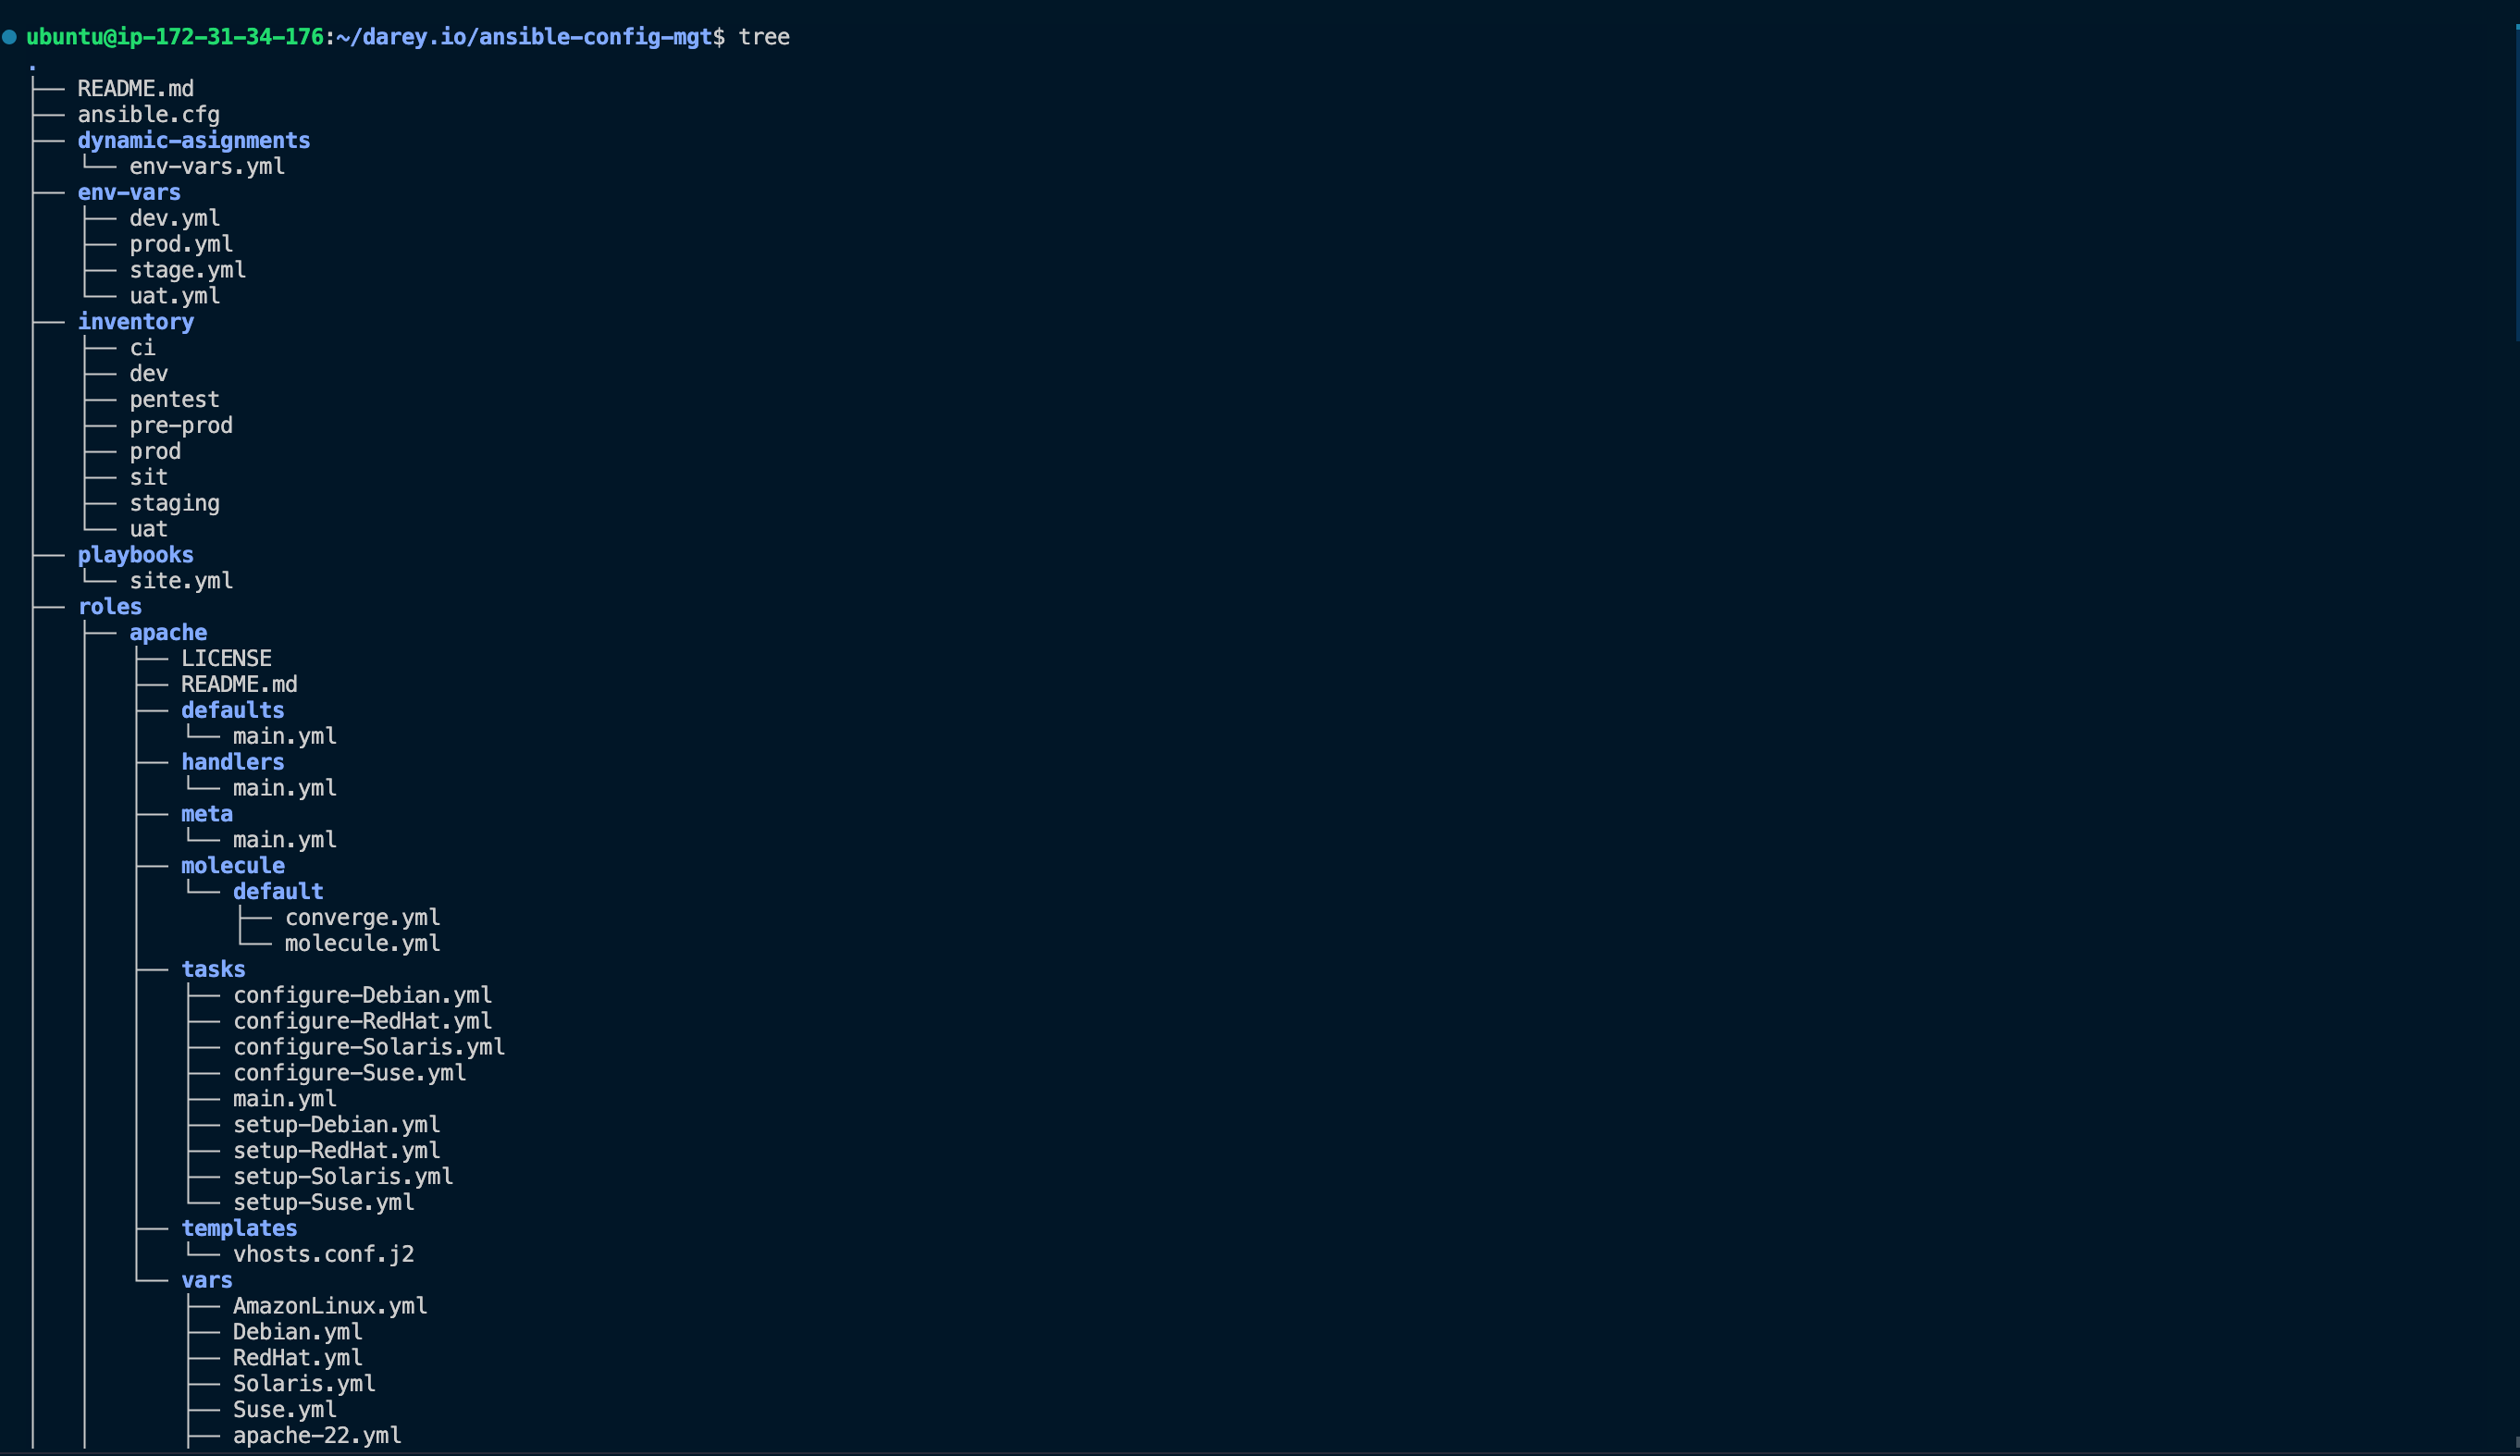 ubuntu@ip-172-31-34-176:~/darey.io/ansible-config-mgt$ tree
.
├── README.md
├── ansible.cfg
├── dynamic-asignments
│   └── env-vars.yml
├── env-vars
│   ├── dev.yml
│   ├── prod.yml
│   ├── stage.yml
│   └── uat.yml
├── inventory
│   ├── ci
│   ├── dev
│   ├── pentest
│   ├── pre-prod
│   ├── prod
│   ├── sit
│   ├── staging
│   └── uat
├── playbooks
│   └── site.yml
├── roles
│   ├── apache
│   │   ├── LICENSE
│   │   ├── README.md
│   │   ├── defaults
│   │   │   └── main.yml
│   │   ├── handlers
│   │   │   └── main.yml
│   │   ├── meta
│   │   │   └── main.yml
│   │   ├── molecule
│   │   │   └── default
│   │   │       ├── converge.yml
│   │   │       └── molecule.yml
│   │   ├── tasks
│   │   │   ├── configure-Debian.yml
│   │   │   ├── configure-RedHat.yml
│   │   │   ├── configure-Solaris.yml
│   │   │   ├── configure-Suse.yml
│   │   │   ├── main.yml
│   │   │   ├── setup-Debian.yml
│   │   │   ├── setup-RedHat.yml
│   │   │   ├── setup-Solaris.yml
│   │   │   └── setup-Suse.yml
│   │   ├── templates
│   │   │   └── vhosts.conf.j2
│   │   └── vars
│   │       ├── AmazonLinux.yml
│   │       ├── Debian.yml
│   │       ├── RedHat.yml
│   │       ├── Solaris.yml
│   │       ├── Suse.yml
│   │       ├── apache-22.yml